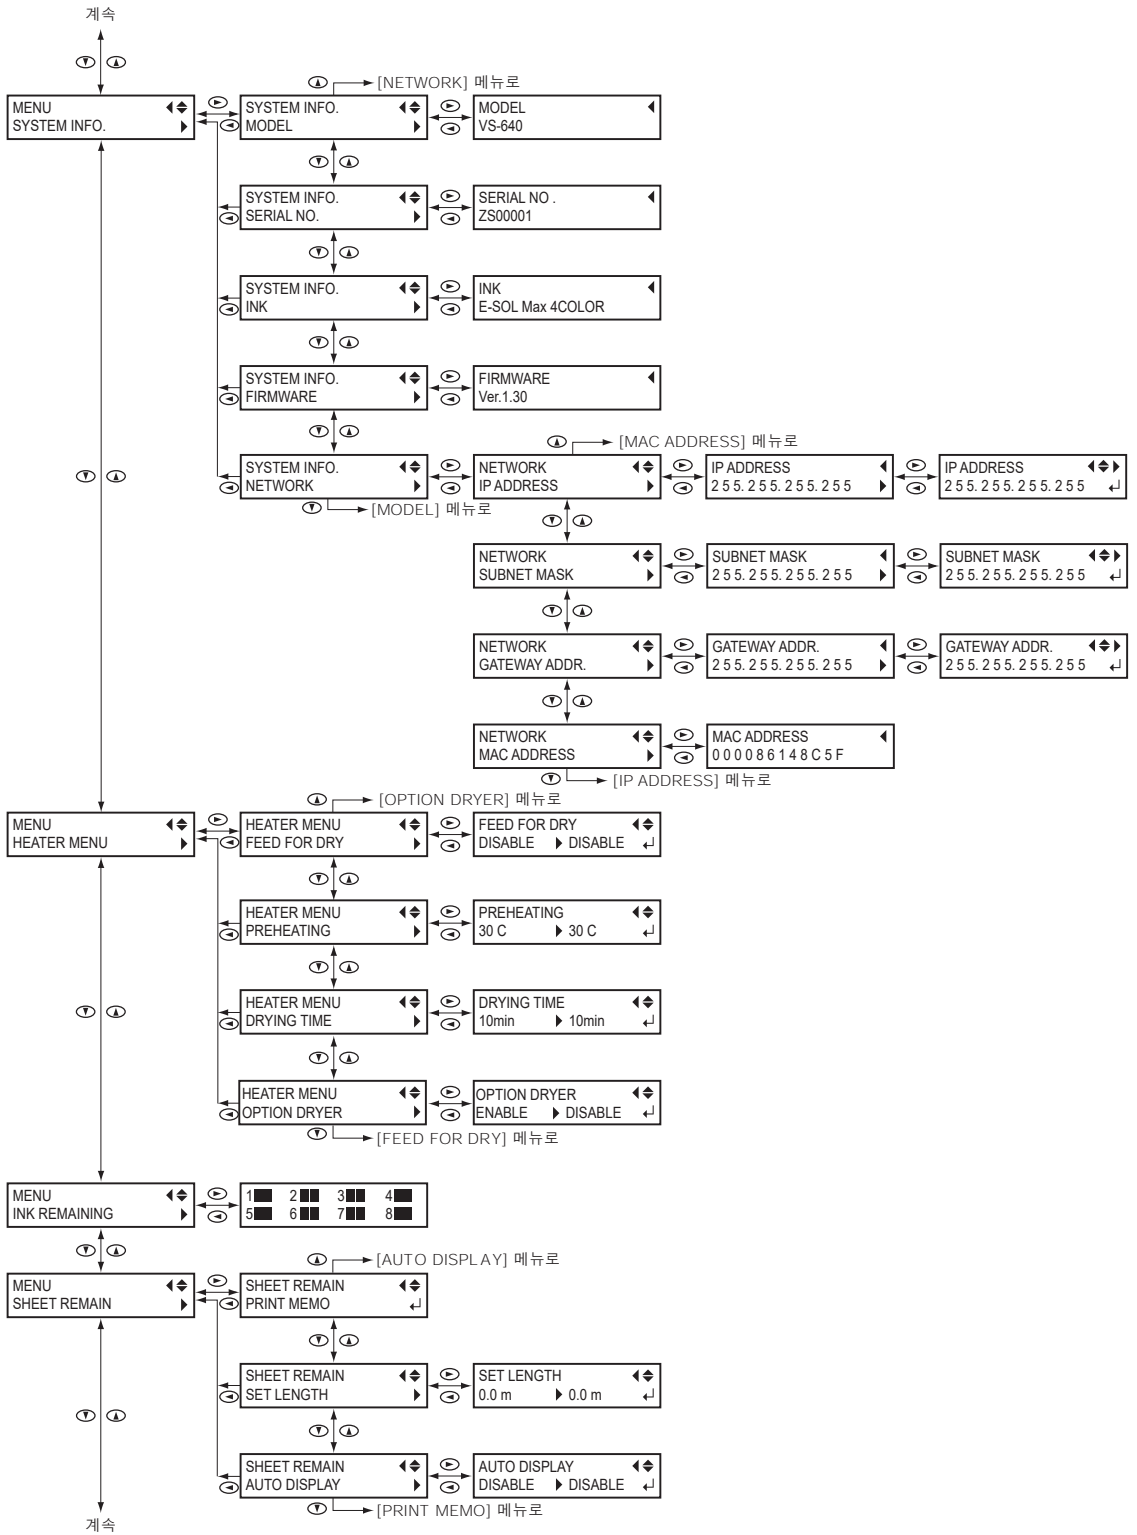 계속
[NETWORK] 메뉴로
MENU
SYSTEM INFO.
SYSTEM INFO.
MODEL
MODEL
VS-640
SYSTEM INFO.
SERIAL NO.
SERIAL NO .
ZS00001
SYSTEM INFO.
INK
INK
E-SOL Max 4COLOR
SYSTEM INFO.
FIRMWARE
FIRMWARE
Ver.1.30
[MAC ADDRESS] 메뉴로
SYSTEM INFO.
NETWORK
NETWORK
IP ADDRESS
IP ADDRESS
255.255.255.255
IP ADDRESS
255.255.255.255
[MODEL] 메뉴로
NETWORK
SUBNET MASK
SUBNET MASK
255.255.255.255
SUBNET MASK
255.255.255.255
NETWORK
GATEWAY ADDR.
GATEWAY ADDR.
255.255.255.255
GATEWAY ADDR.
255.255.255.255
NETWORK
MAC ADDRESS
MAC ADDRESS
000086148C5F
[IP ADDRESS] 메뉴로
[OPTION DRYER] 메뉴로
MENU
HEATER MENU
HEATER MENU
FEED FOR DRY
FEED FOR DRY
DISABLE DISABLE
HEATER MENU
PREHEATING
PREHEATING
30 C 30 C
HEATER MENU
DRYING TIME
DRYING TIME
10min 10min
HEATER MENU
OPTION DRYER
OPTION DRYER
ENABLE DISABLE
[FEED FOR DRY] 메뉴로
MENU
INK REMAINING
1 2 3 4
5 6 7 8
[AUTO DISPLAY] 메뉴로
MENU
SHEET REMAIN
SHEET REMAIN
PRINT MEMO
SHEET REMAIN
SET LENGTH
SET LENGTH
0.0 m 0.0 m
SHEET REMAIN
AUTO DISPLAY
AUTO DISPLAY
DISABLE DISABLE
[PRINT MEMO] 메뉴로
계속